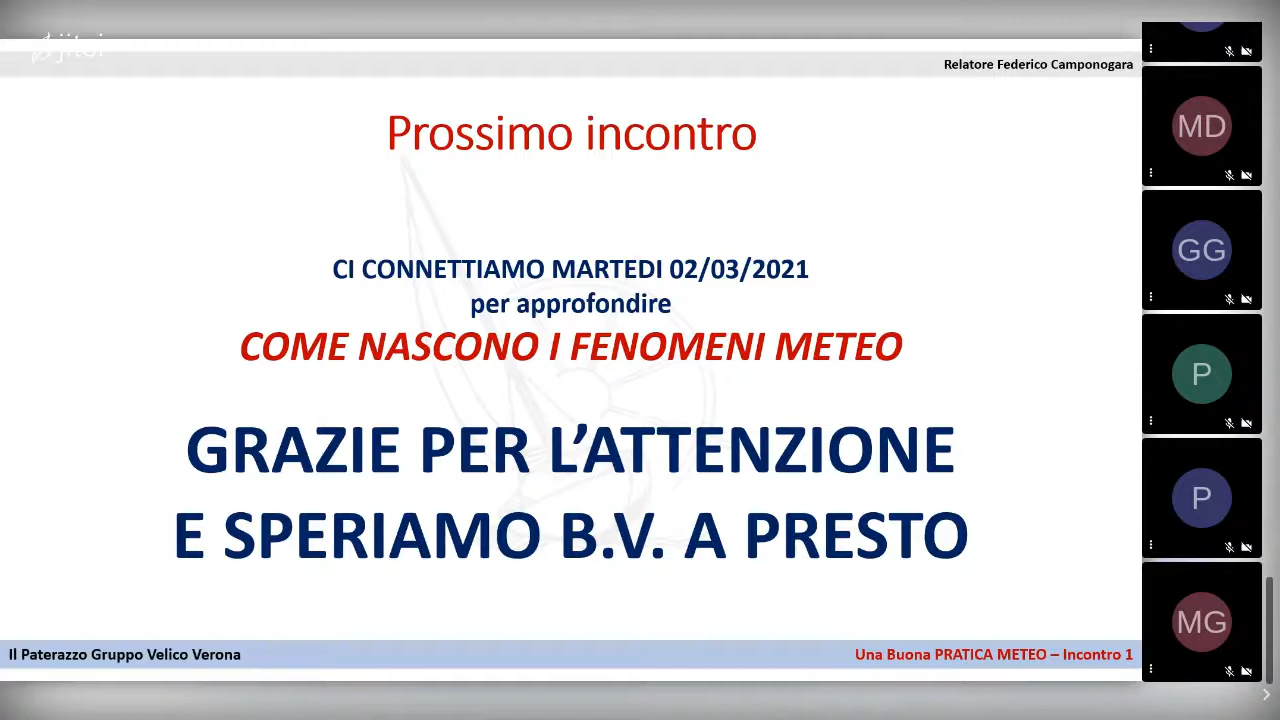 jitsi
Relatore Federico Camponogara
Prossimo incontro
CI CONNETTIAMO MARTEDI 02/03/2021
per approfondire
COME NASCONO I FENOMENI METEO
GRAZIE PER L’ATTENZIONE
E SPERIAMO B.V. A PRESTO
Il Paterazzo Gruppo Velico Verona
Una Buona PRATICA METEO – Incontro 1
MD
GG
P
P
MG